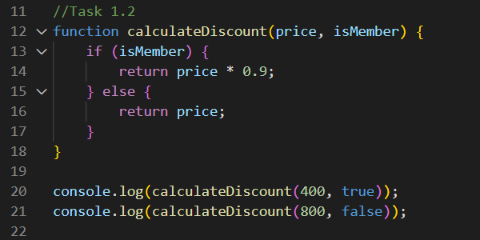 11 //Task 1.2
12 function calculateDiscount(price, isMember) {
13     if (isMember) {
14         return price * 0.9;
15     } else {
16         return price;
17     }
18 }
19
20 console.log(calculateDiscount(400, true));
21 console.log(calculateDiscount(800, false));
22